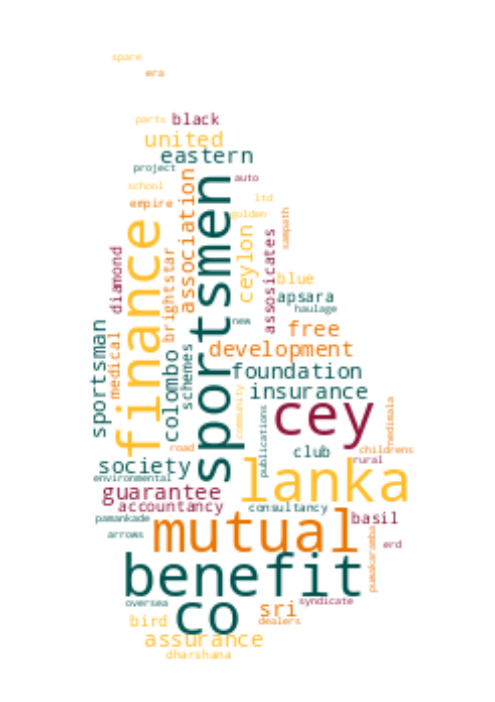 spare
era
parts black
united
eastern
project
auto
school
empire
ltd
golden
sampath
association
sportsmen
finance
ceylon
assosicates
diamond
brightstar
blue
apsara
haulage
new
free
sportsman
medical
colombo
schemes
development
foundation
insurance
community
publications
cey
nedimala
road
club
childrens
rural
society
environmental
lanka
guarantee
accountancy
consultancy
pamankade
mutual
basil
arrows
erd
benefit
oversea
co
syndicate
sri
bird
dealers
assurance
dharshana